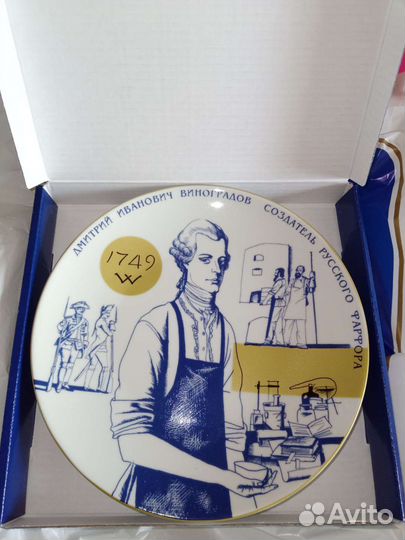 ДМИТРИЙ ИВАНОВИЧ ВИНОГРАДОВ СОЗДАТЕЛЬ РУССКОГО ФАРФОРА
1749
W
Avito